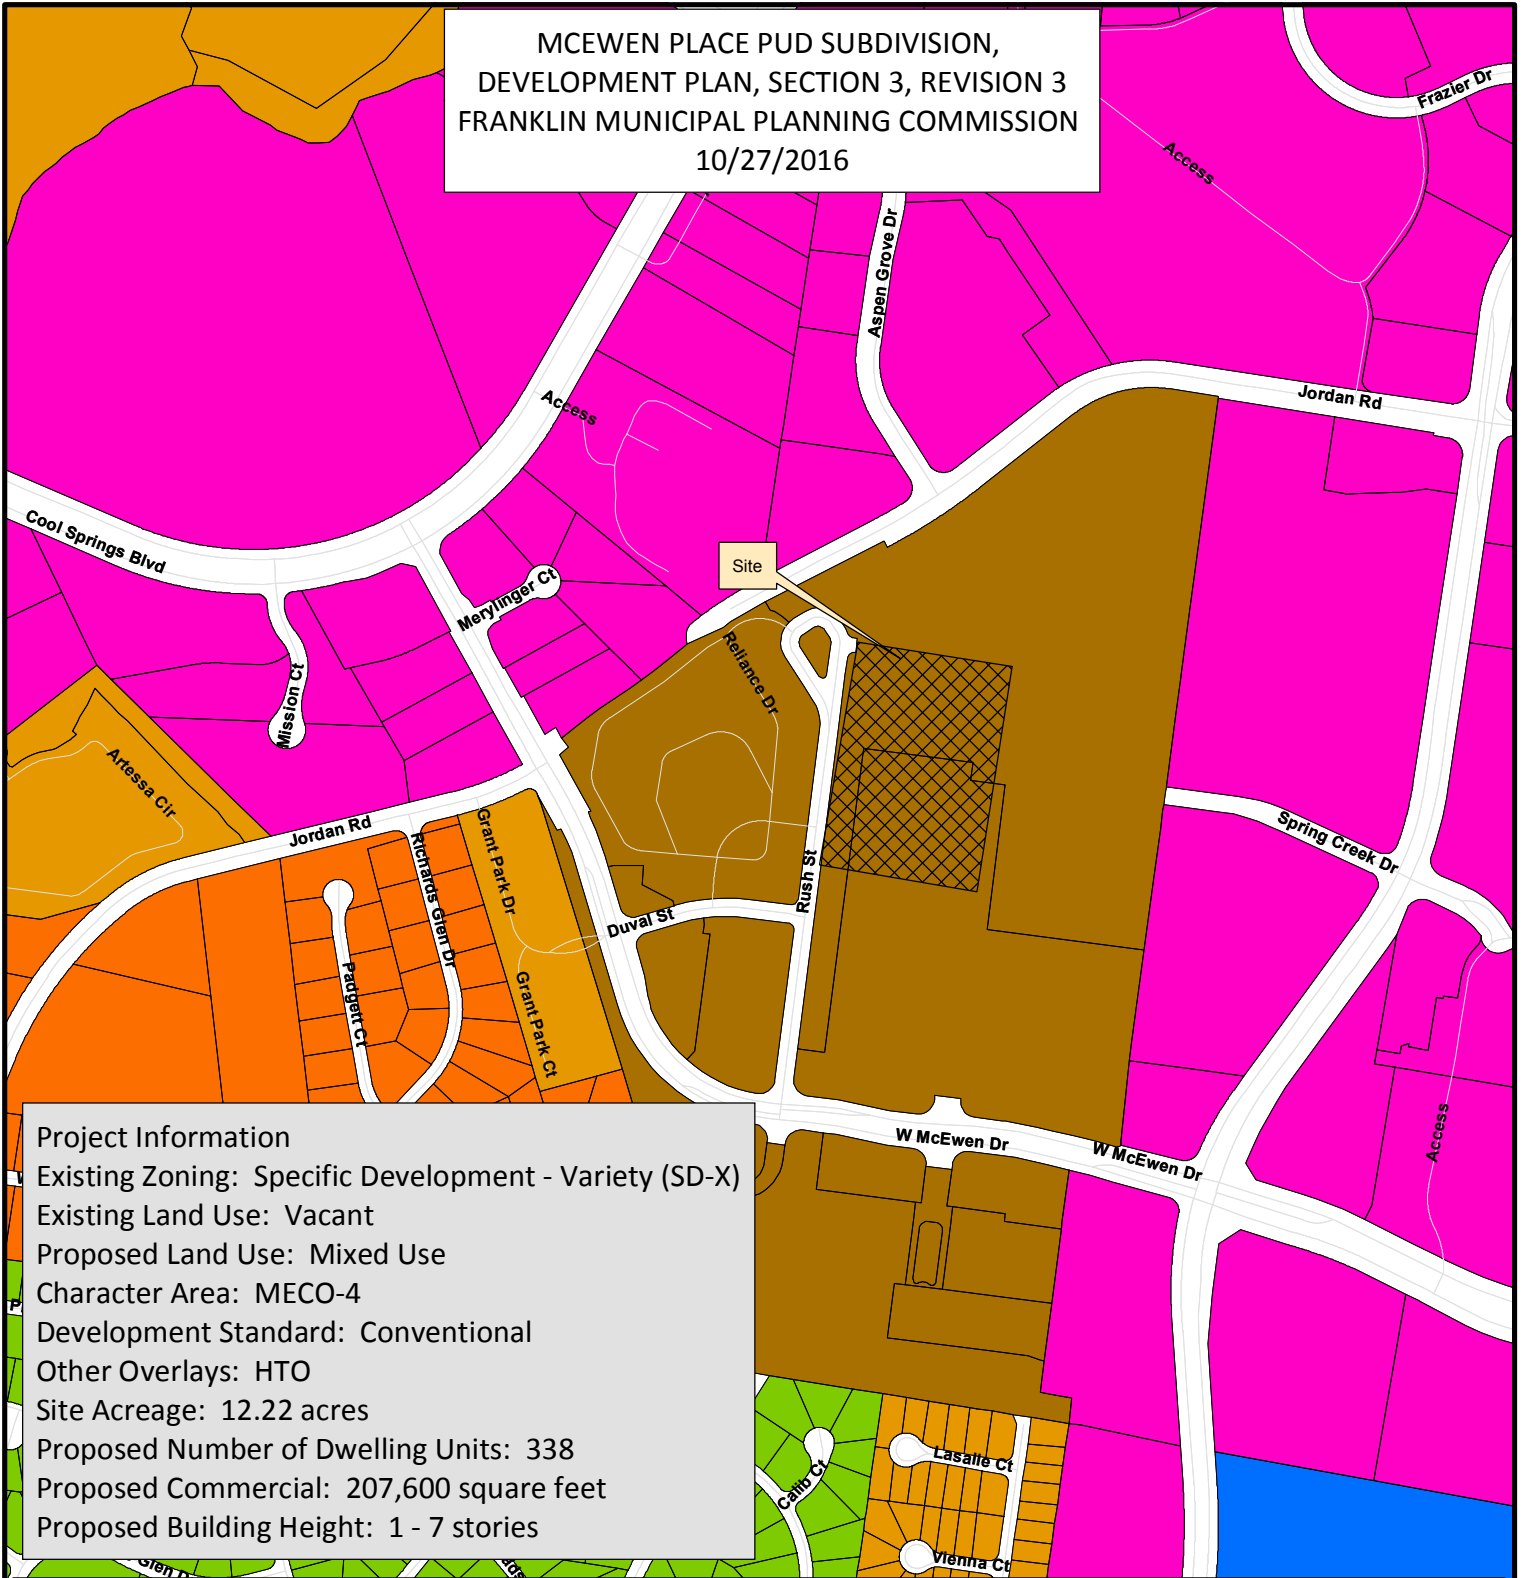 MCEWEN PLACE PUD SUBDIVISION,
DEVELOPMENT PLAN, SECTION 3, REVISION 3
FRANKLIN MUNICIPAL PLANNING COMMISSION
10/27/2016
Frazier Dr
Access
Aspen Grove Dr
Jordan Rd
Access
Cool Springs Blvd
Site
Merylinger Ct
Reliance Dr
Mission Ct
Artessa Cir
Jordan Rd
Grant Park Dr
Richards Glen Dr
Spring Creek Dr
Rush St
Duval St
Padgett Ct
Grant Park Ct
W McEwen Dr
W McEwen Dr
Access
Project Information
Existing Zoning: Specific Development - Variety (SD-X)
Existing Land Use: Vacant
Proposed Land Use: Mixed Use
Character Area: MECO-4
Development Standard: Conventional
Other Overlays: HTO
Site Acreage: 12.22 acres
Proposed Number of Dwelling Units: 338
Proposed Commercial: 207,600 square feet
Proposed Building Height: 1 - 7 stories
Lasalle Ct
Calib Ct
Vienna Ct
Glen